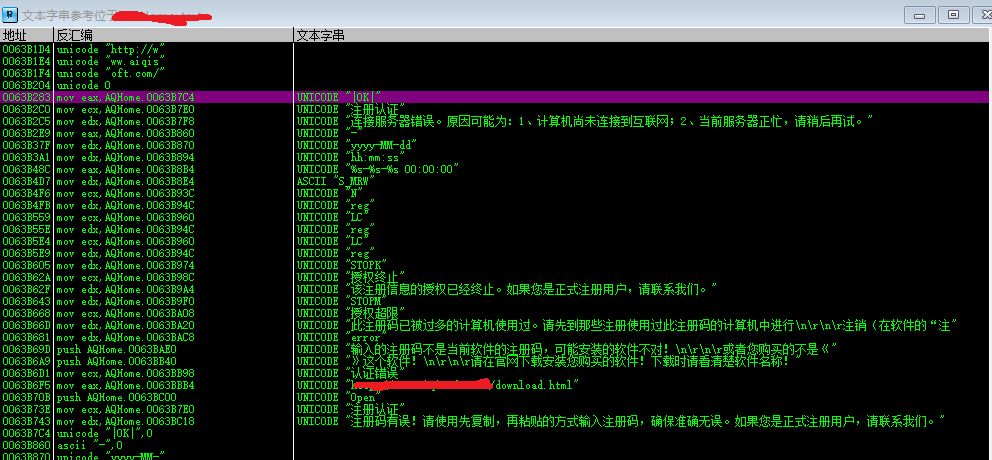 文本字串参考位于
地址 反汇编 文本字串
0063B1D4 unicode "http://w"
0063B1E4 unicode "ww.aiqis"
0063B1F4 unicode "oft.com/"
0063B204 unicode 0
0063B283 mov eax,AQHome.0063B7C4 UNICODE "|OK|"
0063B2C0 mov ecx,AQHome.0063B7E0 UNICODE "注册认证"
0063B2C5 mov edx,AQHome.0063B7F8 UNICODE "连接服务器错误。原因可能为：1、计算机尚未连接到互联网；2、当前服务器正忙，请稍后再试。"
0063B2E9 mov edx,AQHome.0063B860 UNICODE "-"
0063B37F mov edx,AQHome.0063B870 UNICODE "yyyy-MM-dd"
0063B3A1 mov edx,AQHome.0063B894 UNICODE "hh:mm:ss"
0063B48C mov eax,AQHome.0063B8B4 UNICODE "%s-%s-%s 00:00:00"
0063B4D7 mov edx,AQHome.0063B8E4 ASCII "S_MRW"
0063B4F6 mov ecx,AQHome.0063B93C UNICODE "N"
0063B4FB mov edx,AQHome.0063B94C UNICODE "reg"
0063B559 mov ecx,AQHome.0063B960 UNICODE "LC"
0063B55E mov edx,AQHome.0063B94C UNICODE "reg"
0063B5E4 mov ecx,AQHome.0063B960 UNICODE "LC"
0063B5E9 mov edx,AQHome.0063B94C UNICODE "reg"
0063B605 mov edx,AQHome.0063B974 UNICODE "STOPK"
0063B62A mov ecx,AQHome.0063B98C UNICODE "授权终止"
0063B62F mov edx,AQHome.0063B9A4 UNICODE "该注册信息的授权已经终止。如果您是正式注册用户，请联系我们。"
0063B643 mov edx,AQHome.0063B9F0 UNICODE "STOPM"
0063B668 mov ecx,AQHome.0063BA08 UNICODE "授权超限"
0063B66D mov edx,AQHome.0063BA20 UNICODE "此注册码已被过多的计算机使用过。请先到那些注册使用过此注册码的计算机中进行\n\r\n\r注销（在软件的“注"
0063B681 mov edx,AQHome.0063BAC8 UNICODE "error"
0063B69D push AQHome.0063BAE0 UNICODE "输入的注册码不是当前软件的注册码，可能安装的软件不对！\n\r\n\r或者您购买的不是《"
0063B6A9 push AQHome.0063BB40 UNICODE "》这个软件！\n\r\n\r请在官网下载安装您购买的软件！下载时请看清楚软件名称！
0063B6D1 mov ecx,AQHome.0063BB98 UNICODE "认证错误"
0063B6F5 mov ecx,AQHome.0063BBB4 UNICODE "/download.html"
0063B70B push AQHome.0063BC00 UNICODE "Open"
0063B73E mov ecx,AQHome.0063B7E0 UNICODE "注册认证"
0063B743 mov edx,AQHome.0063BC18 UNICODE "注册码有误！请使用先复制，再粘贴的方式输入注册码，确保准确无误。如果您是正式注册用户，请联系我们。"
0063B7C4 unicode "|OK|",0
0063B860 ascii "-",0
0063B870 unicode "yyyy-MM-"